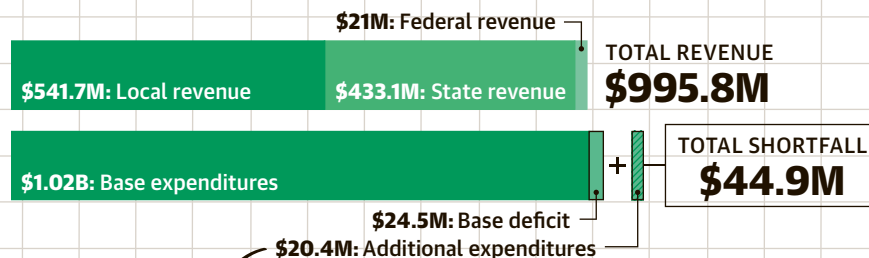 $21M: Federal revenue
$541.7M: Local revenue
$433.1M: State revenue
TOTAL REVENUE
$995.8M
$1.02B: Base expenditures
+
TOTAL SHORTFALL
$44.9M
$24.5M: Base deficit
$20.4M: Additional expenditures